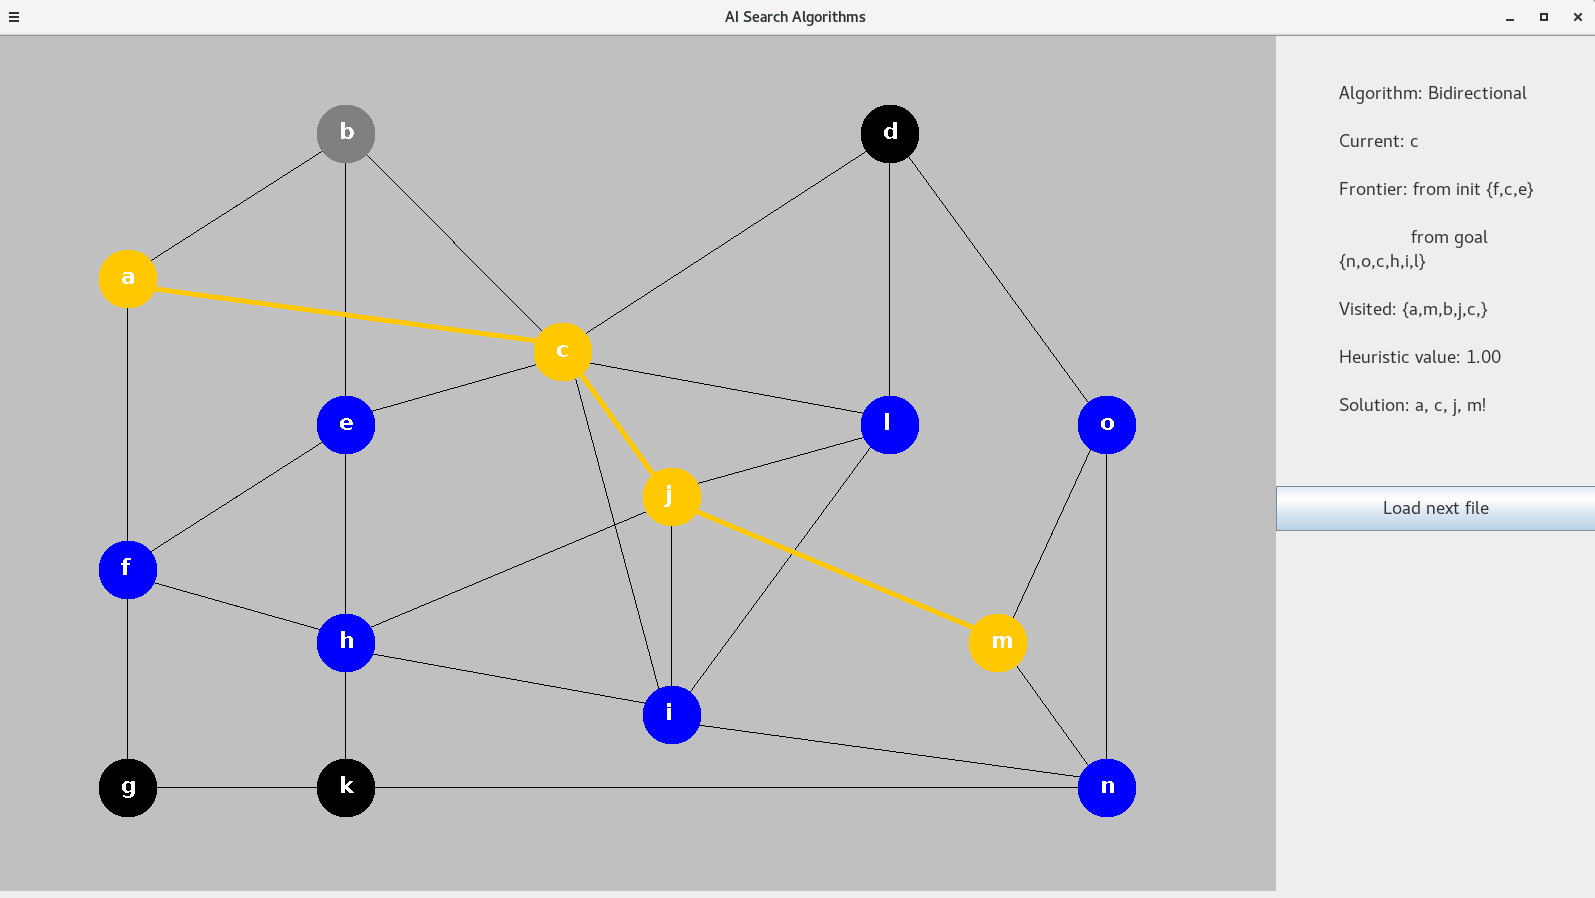 AI Search Algorithms
b
d
a
c
e
l
o
j
f
h
m
i
g
k
n
Algorithm: Bidirectional
Current: c
Frontier: from init {f,c,e}
from goal
{n,o,c,h,i,l}
Visited: {a,m,b,j,c,}
Heuristic value: 1.00
Solution: a, c, j, m!
Load next file